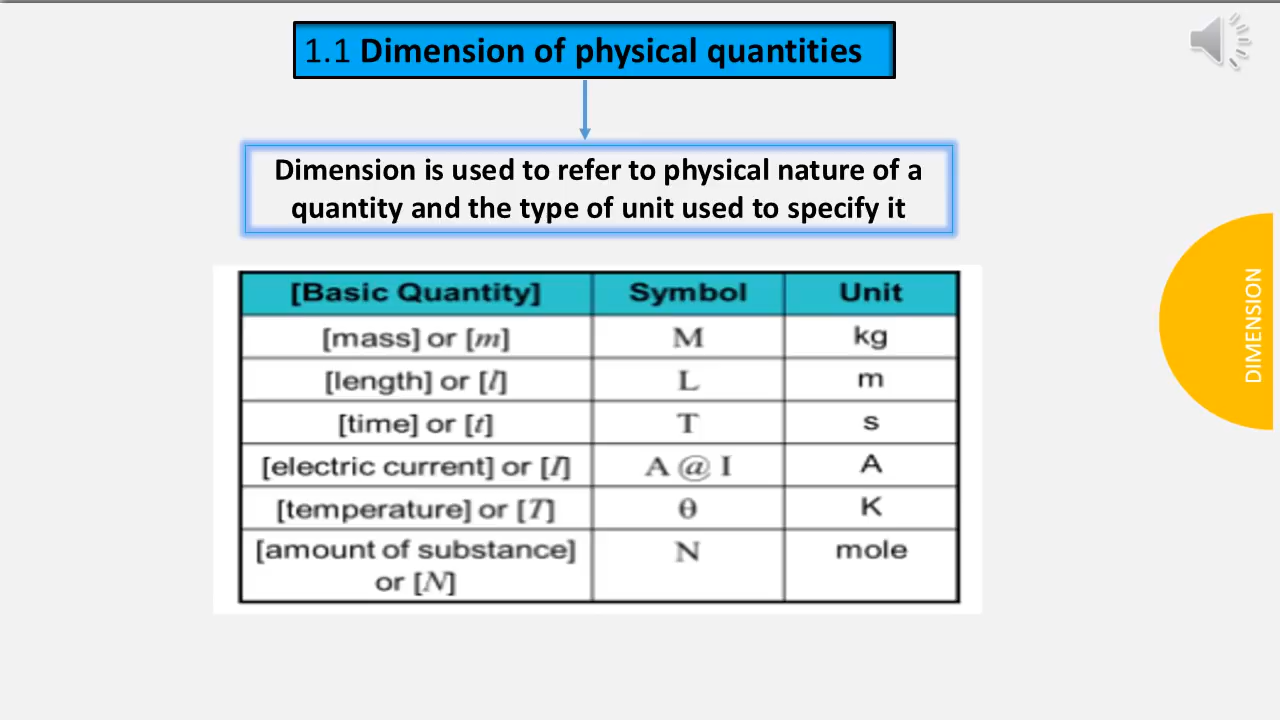 1.1 Dimension of physical quantities
Dimension is used to refer to physical nature of a
quantity and the type of unit used to specify it
[Basic Quantity] Symbol Unit
[mass] or [m] M kg
[length] or [l] L m
[time] or [t] T s
[electric current] or [I] A @ I A
[temperature] or [T] θ K
[amount of substance] N mole
or [N]
DIMENSION